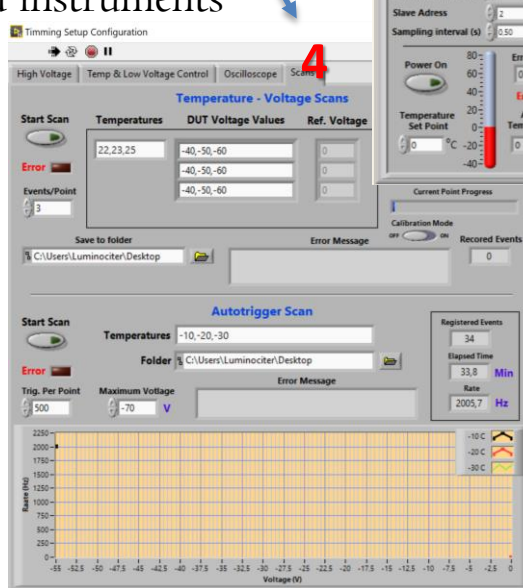 instruments
Timming Setup Configuration
High Voltage
Temp & Low Voltage Control
Oscilloscope
Scans
4
Temperature - Voltage Scans
Start Scan
Temperatures
DUT Voltage Values
Ref. Voltage
22,23,25
-40,-50,-60
0
-40,-50,-60
0
-40,-50,-60
0
Error
Events/Point
3
Save to folder
C:\Users\Luminociter\Desktop
Error Message
Slave Adress
2
Sampling interval (s)
0.50
Power On
80-
60-
40-
20-
0-
-20-
-40-
Temperature
Set Point
0
°C
0
Current Point Progress
Calibration Mode
OFF
ON
Recored Events
0
Autotrigger Scan
Start Scan
Temperatures
-10,-20,-30
Folder
C:\Users\Luminociter\Desktop
Error
Error Message
Trig. Per Point
500
Maximum Voltage
-70
V
Registered Events
34
Elapsed Time
33,8
Min
Rate
2005,7
Hz
2250-
2000-
1750-
1500-
1250-
1000-
750-
500-
250-
0-
Raate (Hz)
-10 C
-20 C
-30 C
-55 -52,5 -50 -47,5 -45 -42,5 -40 -37,5 -35 -32,5 -30 -27,5 -25 -22,5 -20 -17,5 -15 -12,5 -10 -7,5 -5 -2,5 0
Voltage (V)